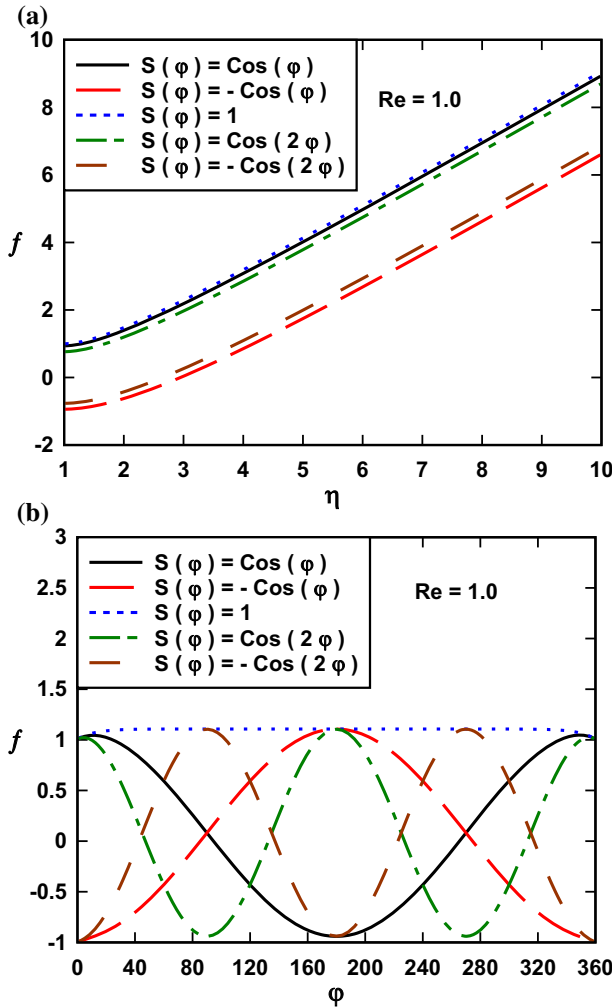 (a)
10
8
6
4
2
0
-2
f
S ( φ ) = Cos ( φ )
S ( φ ) = - Cos ( φ )
S ( φ ) = 1
S ( φ ) = Cos ( 2 φ )
S ( φ ) = - Cos ( 2 φ )
Re = 1.0
1 2 3 4 5 6 7 8 9 10
η
(b)
3
2.5
2
1.5
1
0.5
0
-0.5
-1
f
S ( φ ) = Cos ( φ )
S ( φ ) = - Cos ( φ )
S ( φ ) = 1
S ( φ ) = Cos ( 2 φ )
S ( φ ) = - Cos ( 2 φ )
Re = 1.0
0 40 80 120 160 200 240 280 320 360
φ